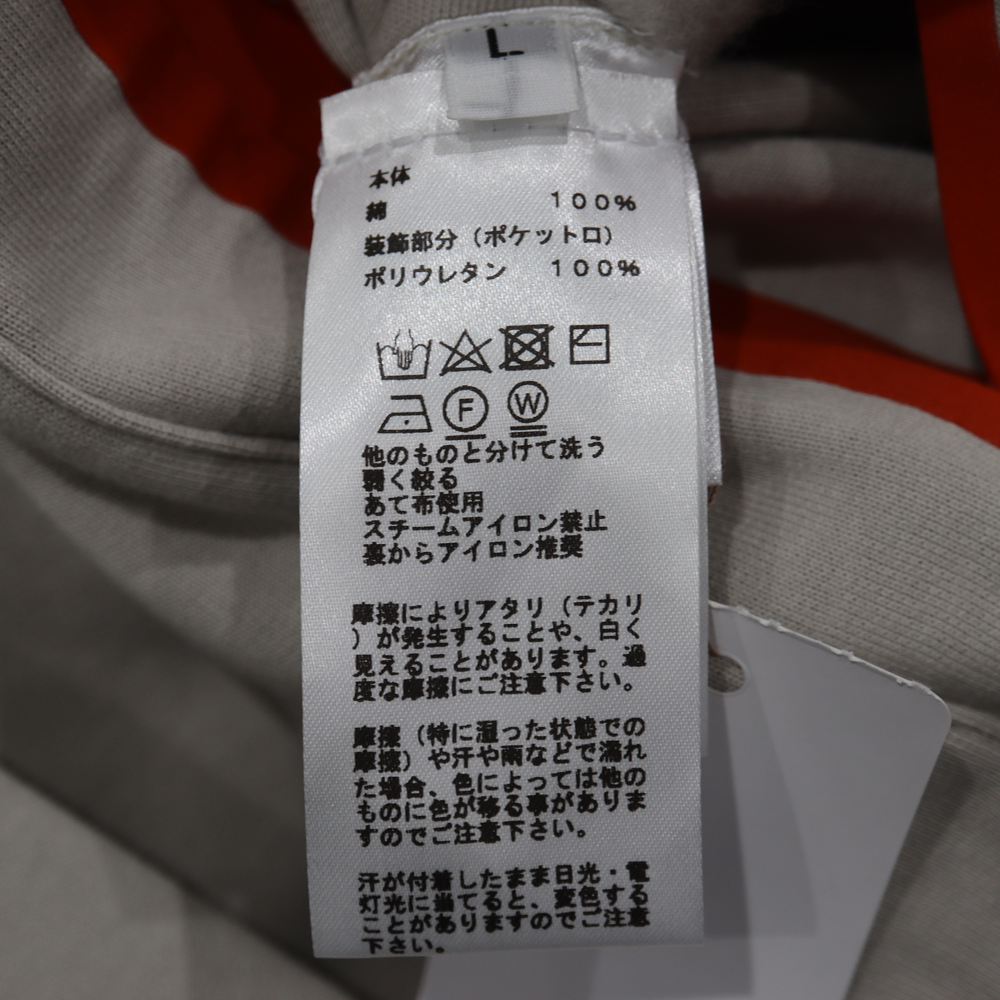 L
本体
綿 100%
装飾部分（ポケット口）
ポリウレタン 100%
F W
他のものと分けて洗う
弱く絞る
あて布使用
スチームアイロン禁止
裏からアイロン推奨
摩擦によりアタリ（テカリ
）が発生することや、白く
見えることがあります。過
度な摩擦にご注意下さい。
摩擦（特に湿った状態での
摩擦）や汗や雨などで濡れ
た場合、色によっては他の
ものに色が移る事がありま
すのでご注意下さい。
汗が付着したまま日光・電
灯光に当てると、変色する
ことがありますのでご注意
下さい。